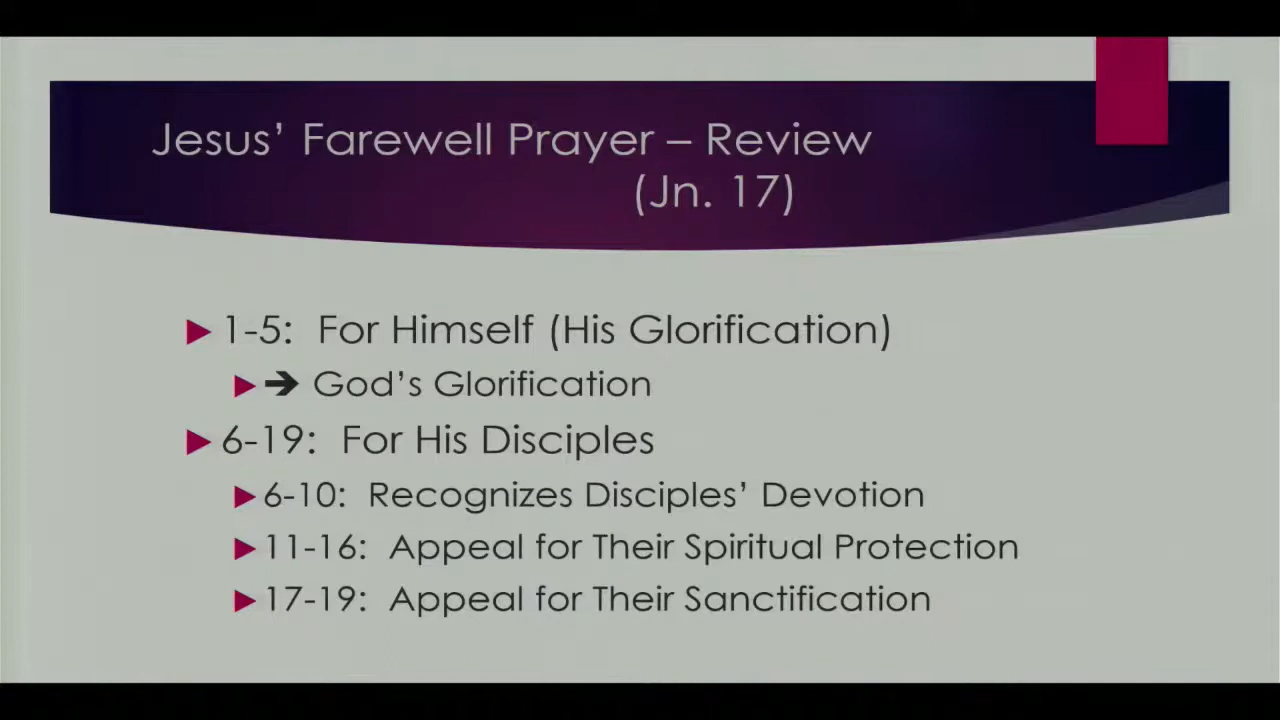 Jesus’ Farewell Prayer – Review
(Jn. 17)
1-5: For Himself (His Glorification)
➔ God’s Glorification
6-19: For His Disciples
6-10: Recognizes Disciples’ Devotion
11-16: Appeal for Their Spiritual Protection
17-19: Appeal for Their Sanctification